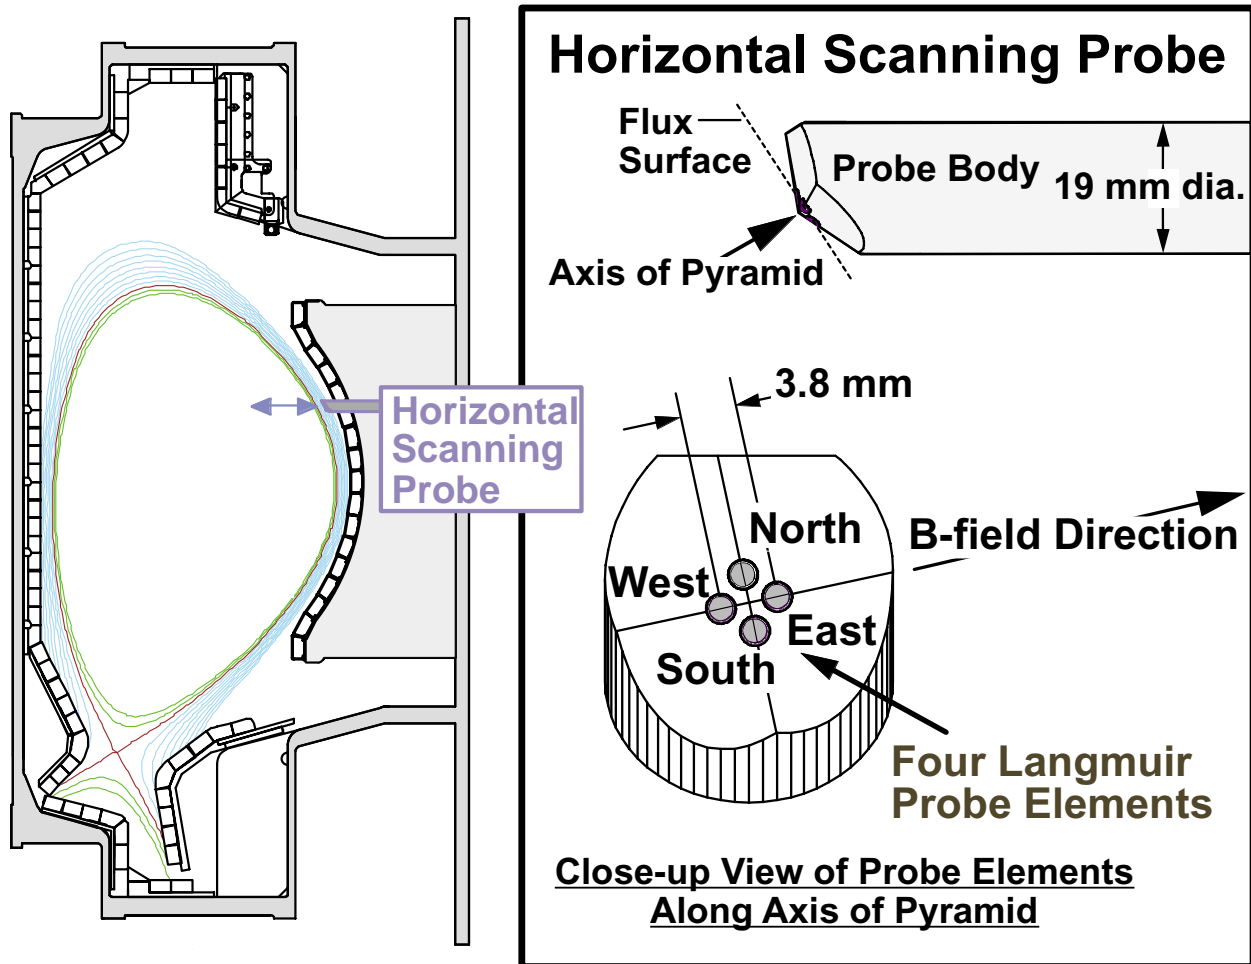 Horizontal
Scanning
Probe
Horizontal Scanning Probe
Flux
Surface
Probe Body
19 mm dia.
Axis of Pyramid
3.8 mm
North
B-field Direction
West
East
South
Four Langmuir
Probe Elements
Close-up View of Probe Elements
Along Axis of Pyramid